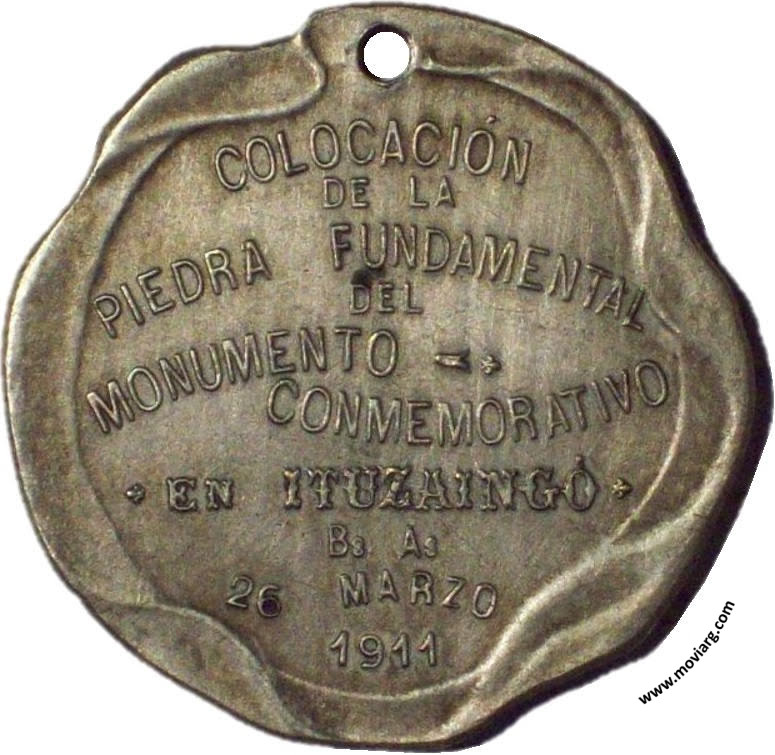 COLOCACIÓN
DE LA
PIEDRA FUNDAMENTAL
DEL
MONUMENTO
CONMEMORATIVO
EN ITUZAINGÓ
Bs As
26 MARZO
1911
www.moviarg.com